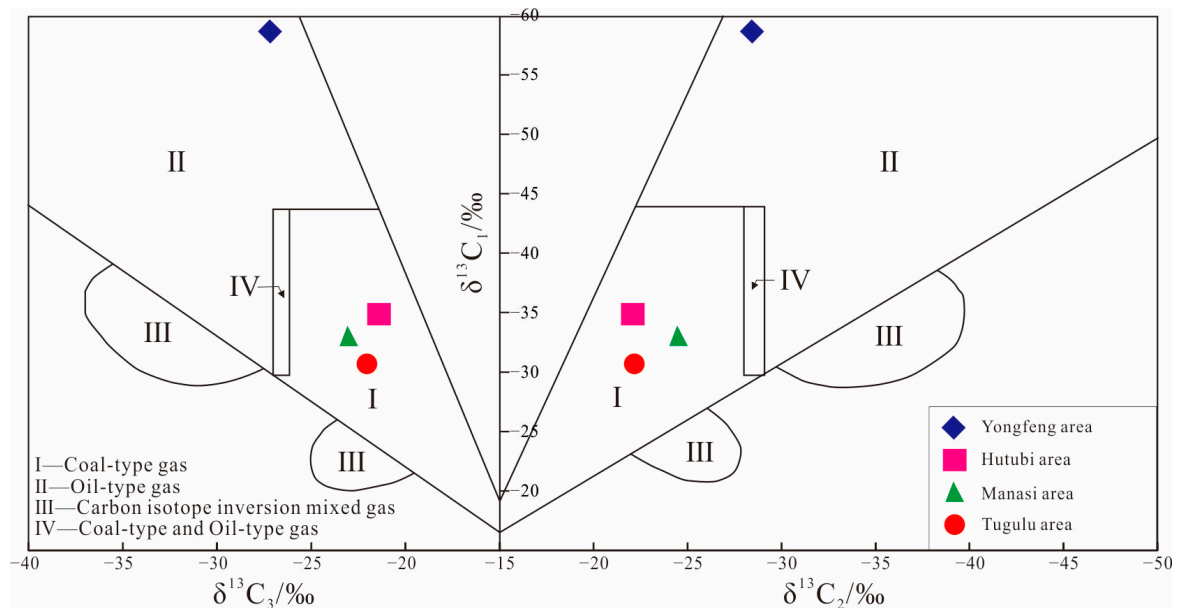 −60
−55
−50
−45
−40
−35
−30
−25
−20
δ¹³C₁/‰
II
II
IV
IV
III
III
I
I
III
III
I—Coal-type gas
II—Oil-type gas
III—Carbon isotope inversion mixed gas
IV—Coal-type and Oil-type gas
Yongfeng area
Hutubi area
Manasi area
Tugulu area
−40 −35 −30 −25 −20 −15 −20 −25 −30 −35 −40 −45 −50
δ¹³C₃/‰ δ¹³C₂/‰